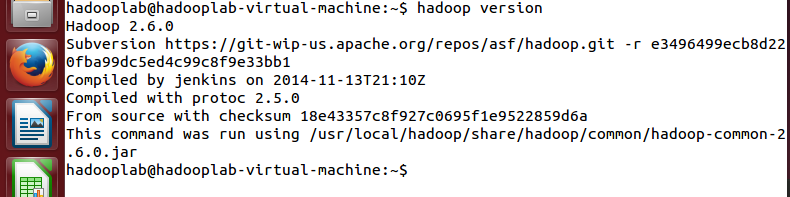 hadooplab@hadooplab-virtual-machine:~$ hadoop version
Hadoop 2.6.0
Subversion https://git-wip-us.apache.org/repos/asf/hadoop.git -r e3496499ecb8d22
0fba99dc5ed4c99c8f9e33bb1
Compiled by jenkins on 2014-11-13T21:10Z
Compiled with protoc 2.5.0
From source with checksum 18e43357c8f927c0695f1e9522859d6a
This command was run using /usr/local/hadoop/share/hadoop/common/hadoop-common-2
.6.0.jar
hadooplab@hadooplab-virtual-machine:~$